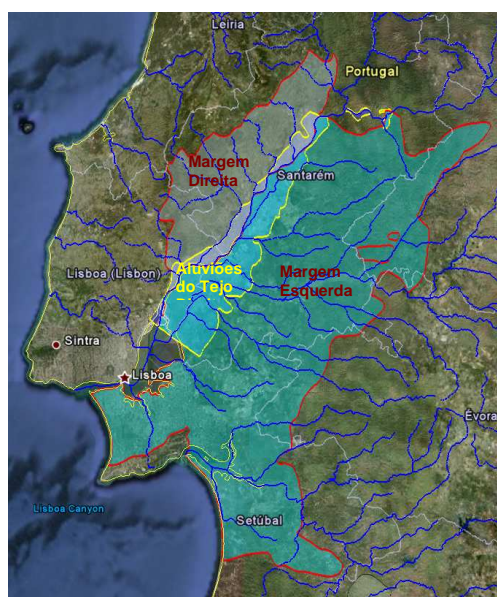 Leiria
Portugal
Margem
Direita
Santarém
Lisboa (Lisbon)
Aluviões
do Tejo
Margem
Esquerda
Sintra
Lisboa
Évora
Lisboa Canyon
Setúbal